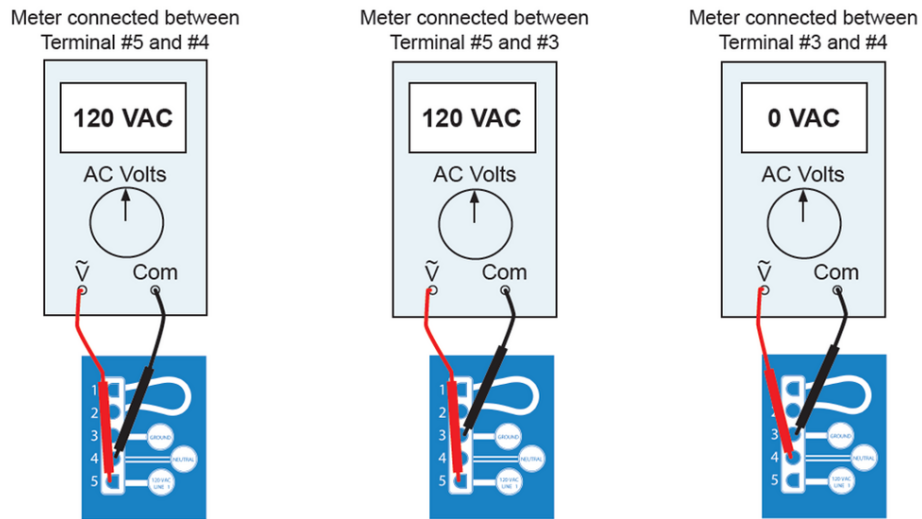 Meter connected between
Terminal #5 and #4
120 VAC
AC Volts
Ṽ
Com
1
2
3
GROUND
4
NEUTRAL
5
120 VAC
LINE 1
Meter connected between
Terminal #5 and #3
120 VAC
AC Volts
Ṽ
Com
1
2
3
GROUND
4
NEUTRAL
5
120 VAC
LINE 1
Meter connected between
Terminal #3 and #4
0 VAC
AC Volts
Ṽ
Com
2
3
GROUND
4
NEUTRAL
5
120 VAC
LINE 1